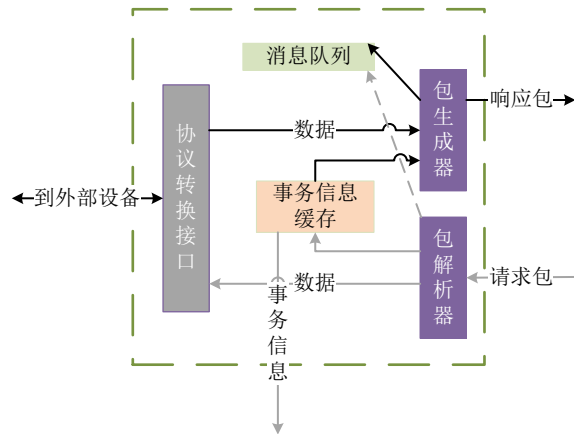 消息队列
包生成器
响应包
数据
协议转换接口
到外部设备
事务信息
缓存
包解析器
请求包
数据
事务信息